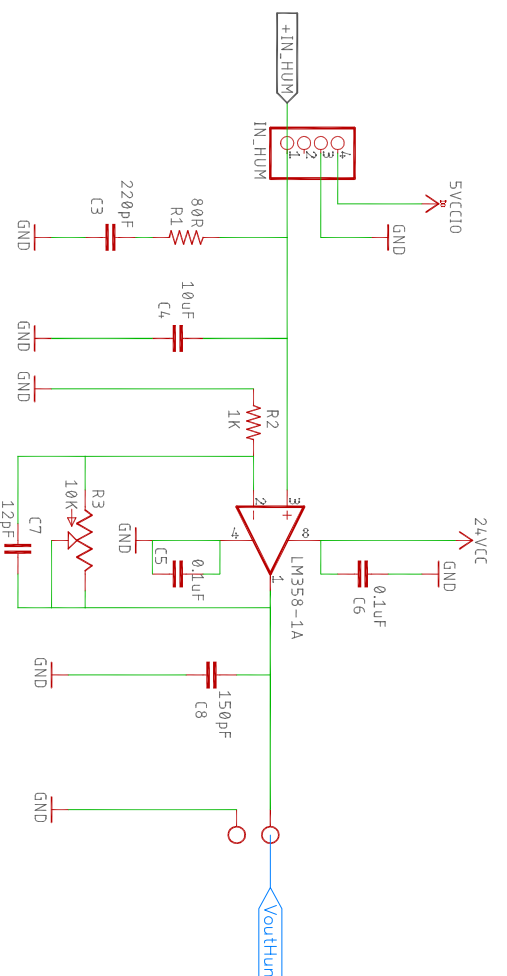 +IN_HUM
IN_HUM
1
2
3
4
5VCCIO
GND
220pF
C3
80R
R1
GND
10uF
C4
GND
GND
R2
1K
24VCC
GND
0.1uF
C6
8
3
+
2
-
4
1
LM358-1A
GND
C5
0.1uF
R3
10K
C7
12pF
GND
150pF
C8
GND
VoutHum